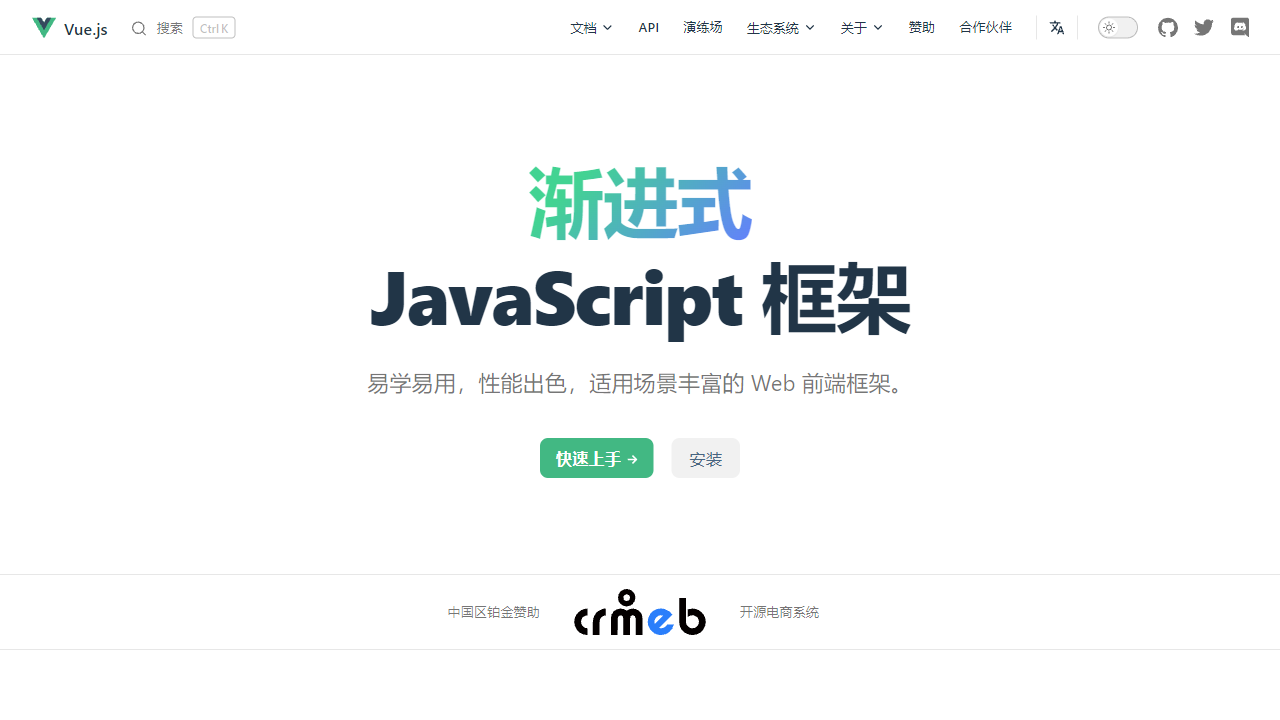 Vue.js 搜索 Ctrl K 文档 API 演练场 生态系统 关于 赞助 合作伙伴
渐进式
JavaScript 框架
易学易用，性能出色，适用场景丰富的 Web 前端框架。
快速上手 → 安装
中国区铂金赞助 crmeb 开源电商系统